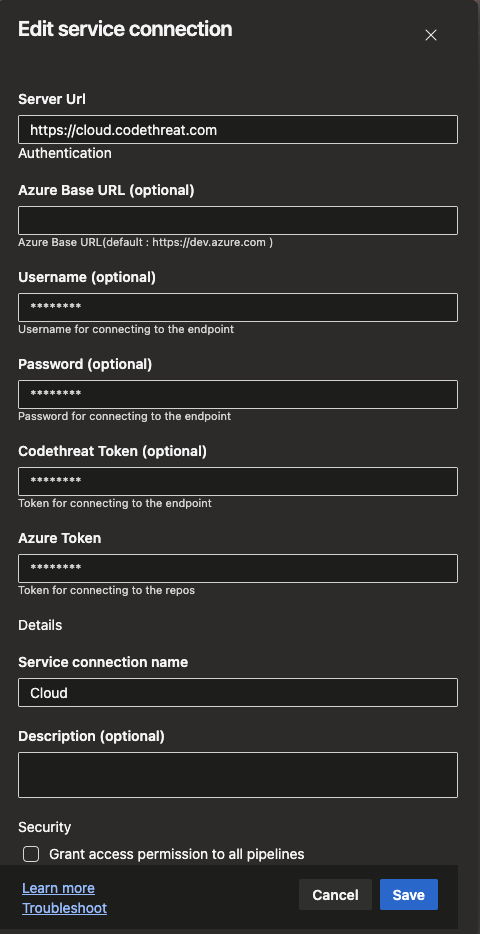 Edit service connection
Server Url
https://cloud.codethreat.com
Authentication
Azure Base URL (optional)
Azure Base URL(default : https://dev.azure.com )
Username (optional)
********
Username for connecting to the endpoint
Password (optional)
********
Password for connecting to the endpoint
Codethreat Token (optional)
********
Token for connecting to the endpoint
Azure Token
********
Token for connecting to the repos
Details
Service connection name
Cloud
Description (optional)
Security
Grant access permission to all pipelines
Learn more
Troubleshoot
Cancel
Save